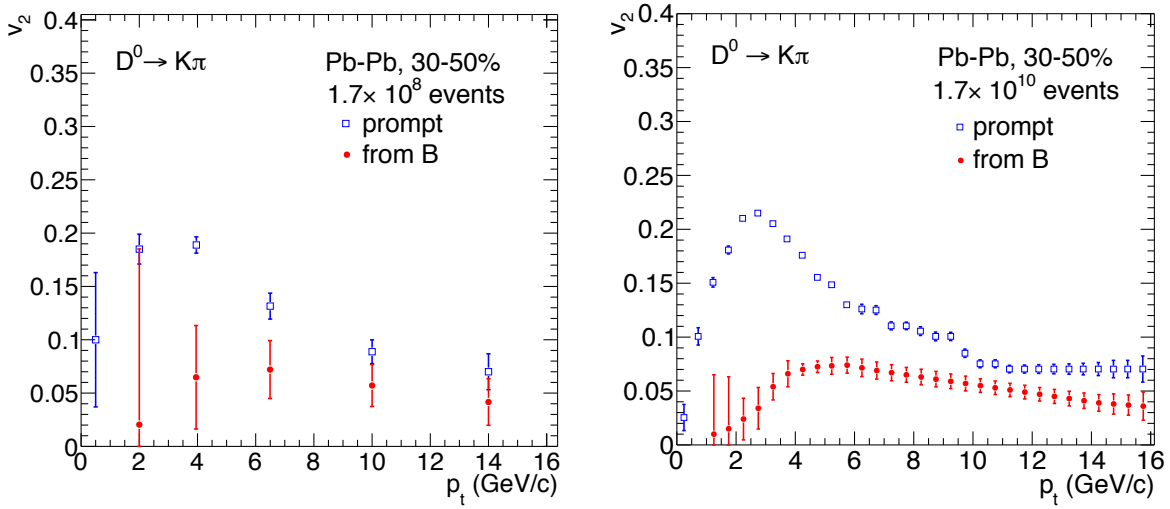 v₂
0.4
0.35
0.3
0.25
0.2
0.15
0.1
0.05
0
D⁰ → Kπ
Pb-Pb, 30-50%
1.7× 10⁸ events
prompt
from B
0 2 4 6 8 10 12 14 16
pₜ (GeV/c)
v₂
0.4
0.35
0.3
0.25
0.2
0.15
0.1
0.05
0
D⁰ → Kπ
Pb-Pb, 30-50%
1.7× 10¹⁰ events
prompt
from B
0 2 4 6 8 10 12 14 16
pₜ (GeV/c)